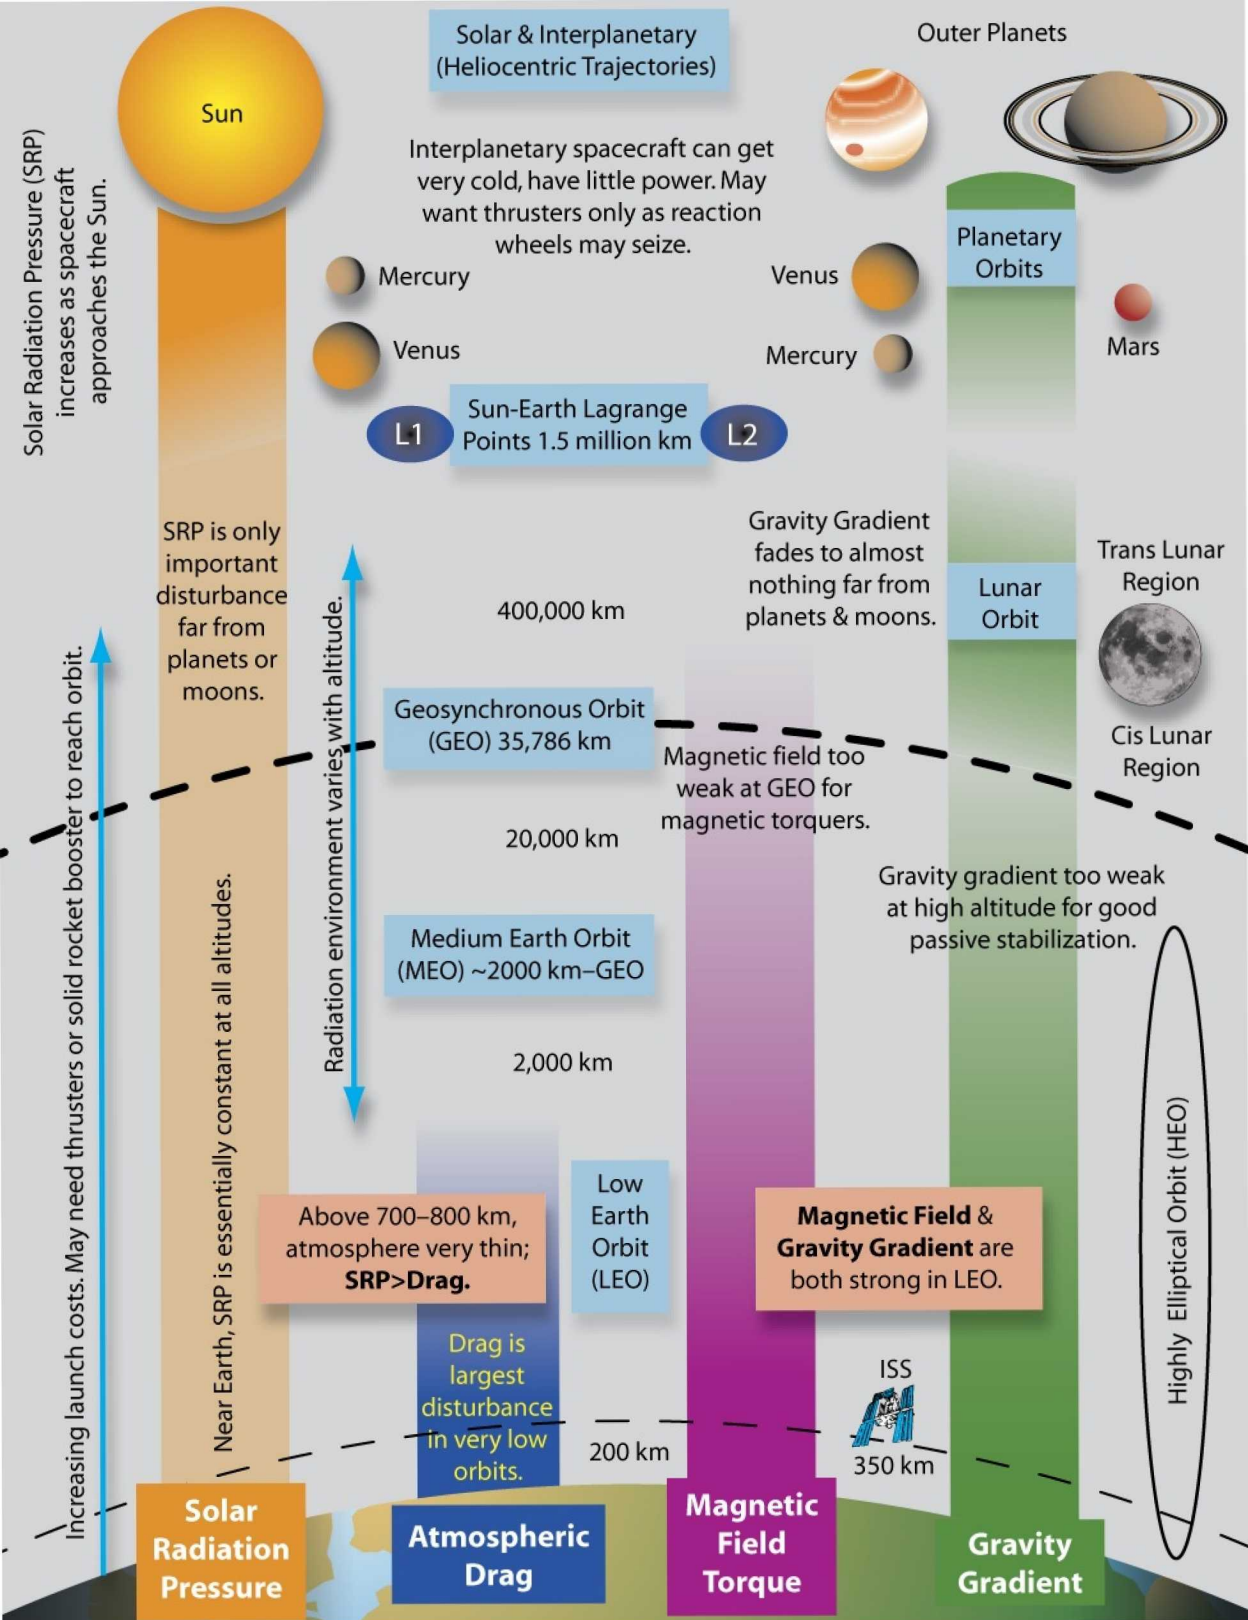 Solar & Interplanetary
(Heliocentric Trajectories)
Outer Planets
Sun
Solar Radiation Pressure (SRP)
increases as spacecraft
approaches the Sun.
Interplanetary spacecraft can get
very cold, have little power. May
want thrusters only as reaction
wheels may seize.
Planetary
Orbits
Mercury
Venus
Venus
Mercury
Mars
L1
Sun-Earth Lagrange
Points 1.5 million km
L2
SRP is only
important
disturbance
far from
planets or
moons.
Gravity Gradient
fades to almost
nothing far from
planets & moons.
Trans Lunar
Region
Lunar
Orbit
400,000 km
Increasing launch costs. May need thrusters or solid rocket booster to reach orbit.
Radiation environment varies with altitude.
Geosynchronous Orbit
(GEO) 35,786 km
Cis Lunar
Region
Magnetic field too
weak at GEO for
magnetic torquers.
20,000 km
Near Earth, SRP is essentially constant at all altitudes.
Gravity gradient too weak
at high altitude for good
passive stabilization.
Medium Earth Orbit
(MEO) ~2000 km–GEO
2,000 km
Highly Elliptical Orbit (HEO)
Low
Earth
Orbit
(LEO)
Above 700–800 km,
atmosphere very thin;
SRP>Drag.
Magnetic Field &
Gravity Gradient are
both strong in LEO.
Drag is
largest
disturbance
in very low
orbits.
ISS
200 km
350 km
Solar
Radiation
Pressure
Atmospheric
Drag
Magnetic
Field
Torque
Gravity
Gradient